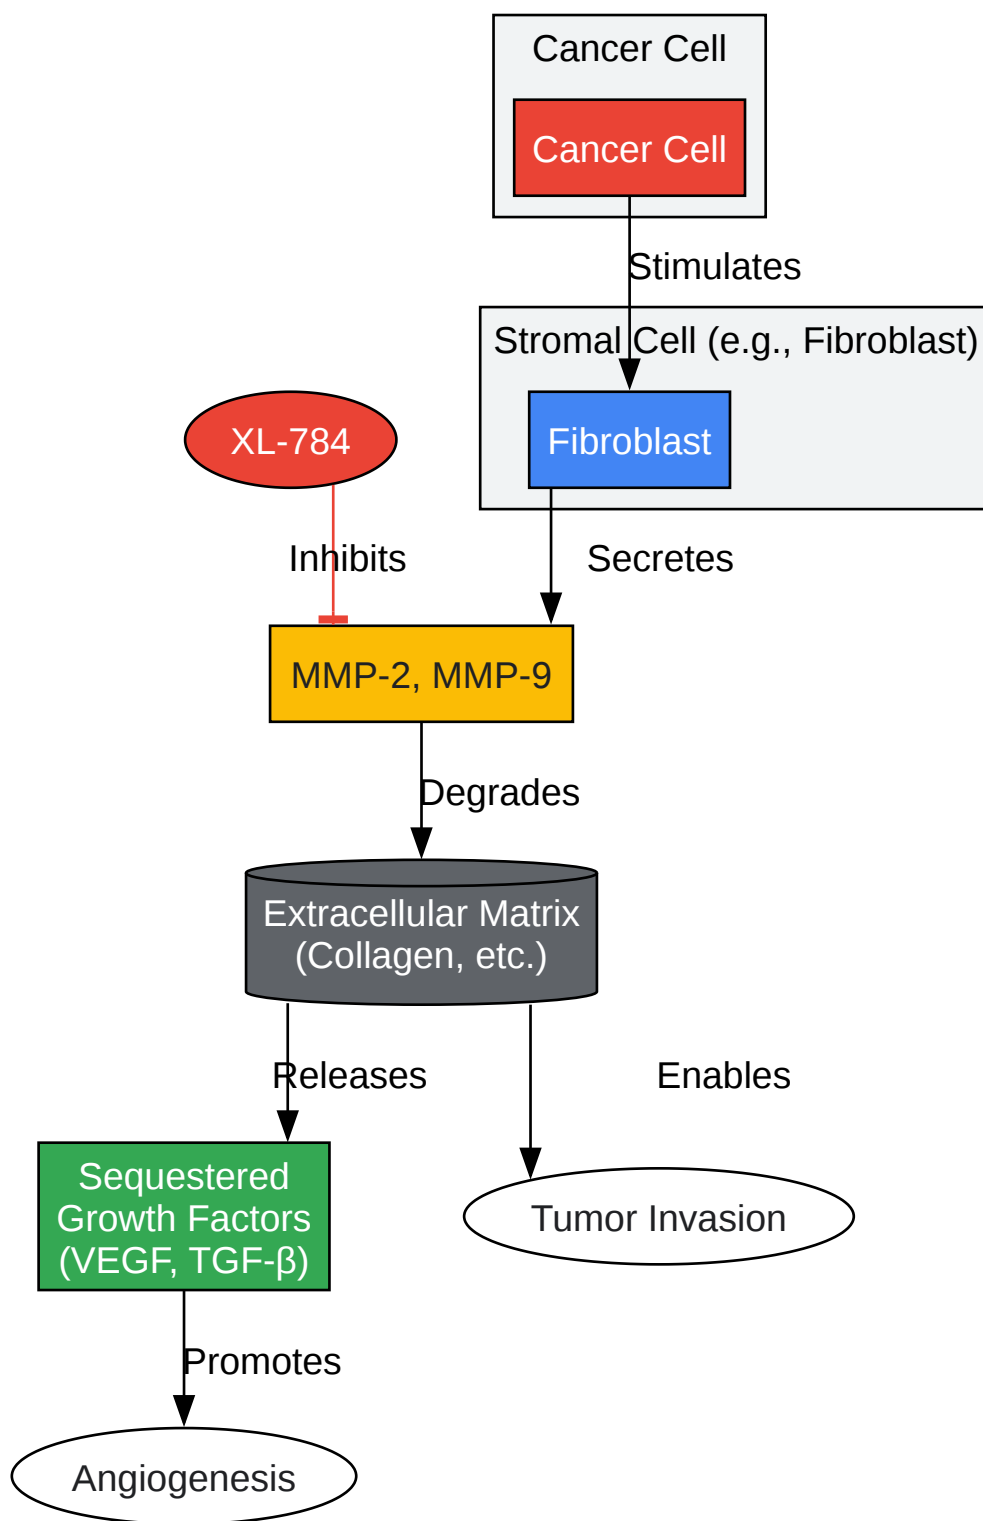 Cancer Cell
Cancer Cell
Stimulates
Stromal Cell (e.g., Fibroblast)
XL-784
Fibroblast
Inhibits
Secretes
MMP-2, MMP-9
Degrades
Extracellular Matrix
(Collagen, etc.)
Releases
Enables
Sequestered
Growth Factors
(VEGF, TGF-β)
Tumor Invasion
Promotes
Angiogenesis